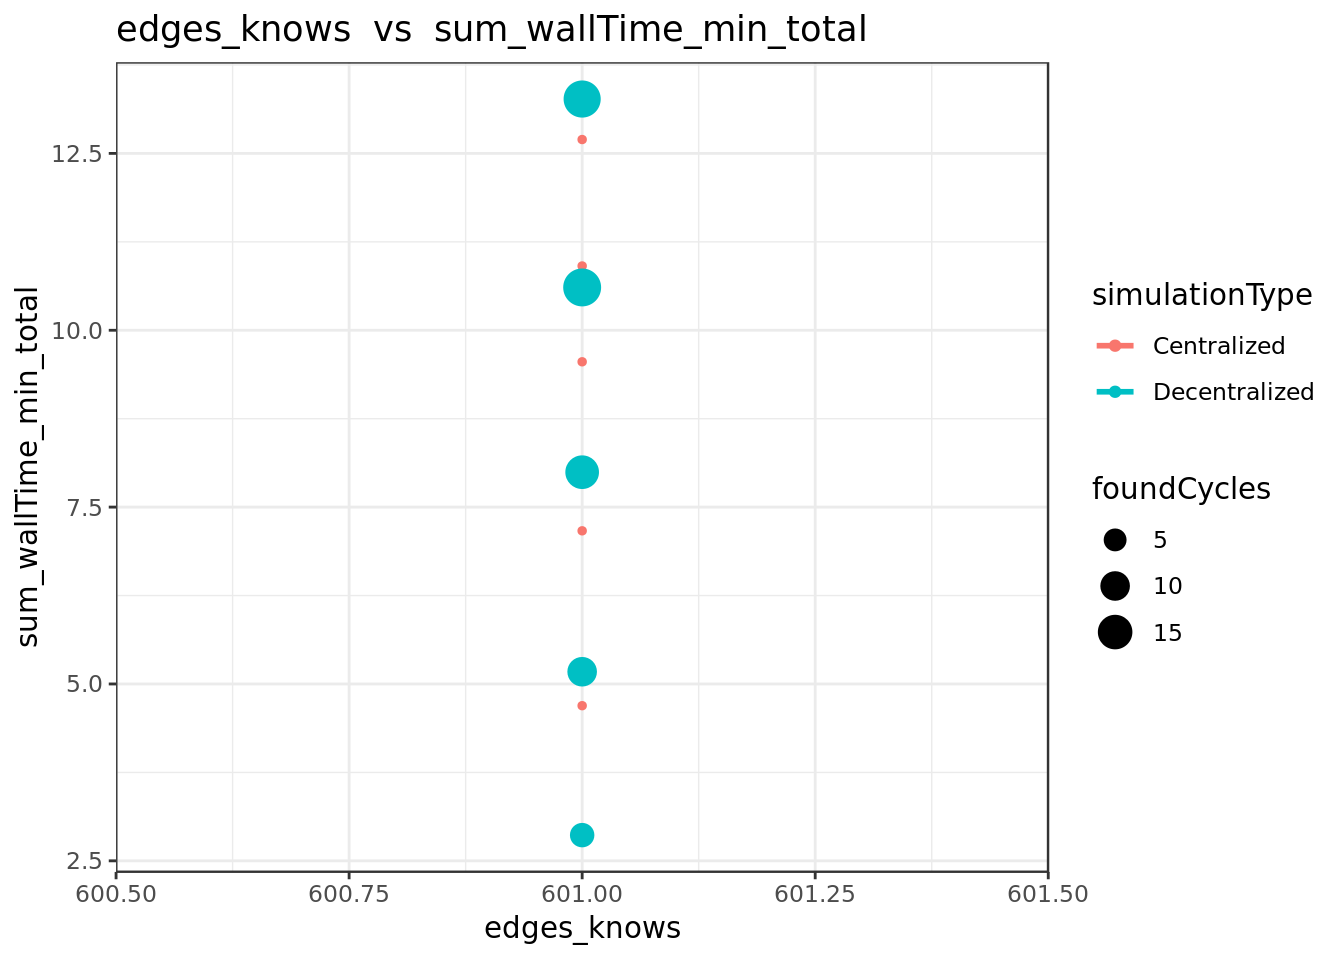 edges_knows  vs  sum_wallTime_min_total
sum_wallTime_min_total
12.5
10.0
7.5
5.0
2.5
600.50
600.75
601.00
601.25
601.50
edges_knows
simulationType
Centralized
Decentralized
foundCycles
5
10
15